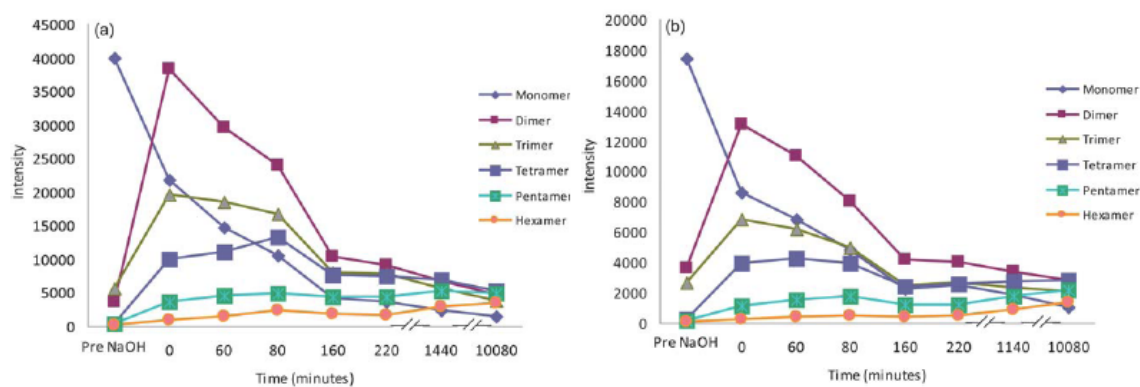 (a)
45000
40000
35000
30000
25000
20000
15000
10000
5000
0
Intensity
Monomer
Dimer
Trimer
Tetramer
Pentamer
Hexamer
Pre NaOH 0 60 80 160 220 1440 10080
Time (minutes)
(b)
20000
18000
16000
14000
12000
10000
8000
6000
4000
2000
0
Intensity
Monomer
Dimer
Trimer
Tetramer
Pentamer
Hexamer
Pre NaOH 0 60 80 160 220 1140 10080
Time (minutes)